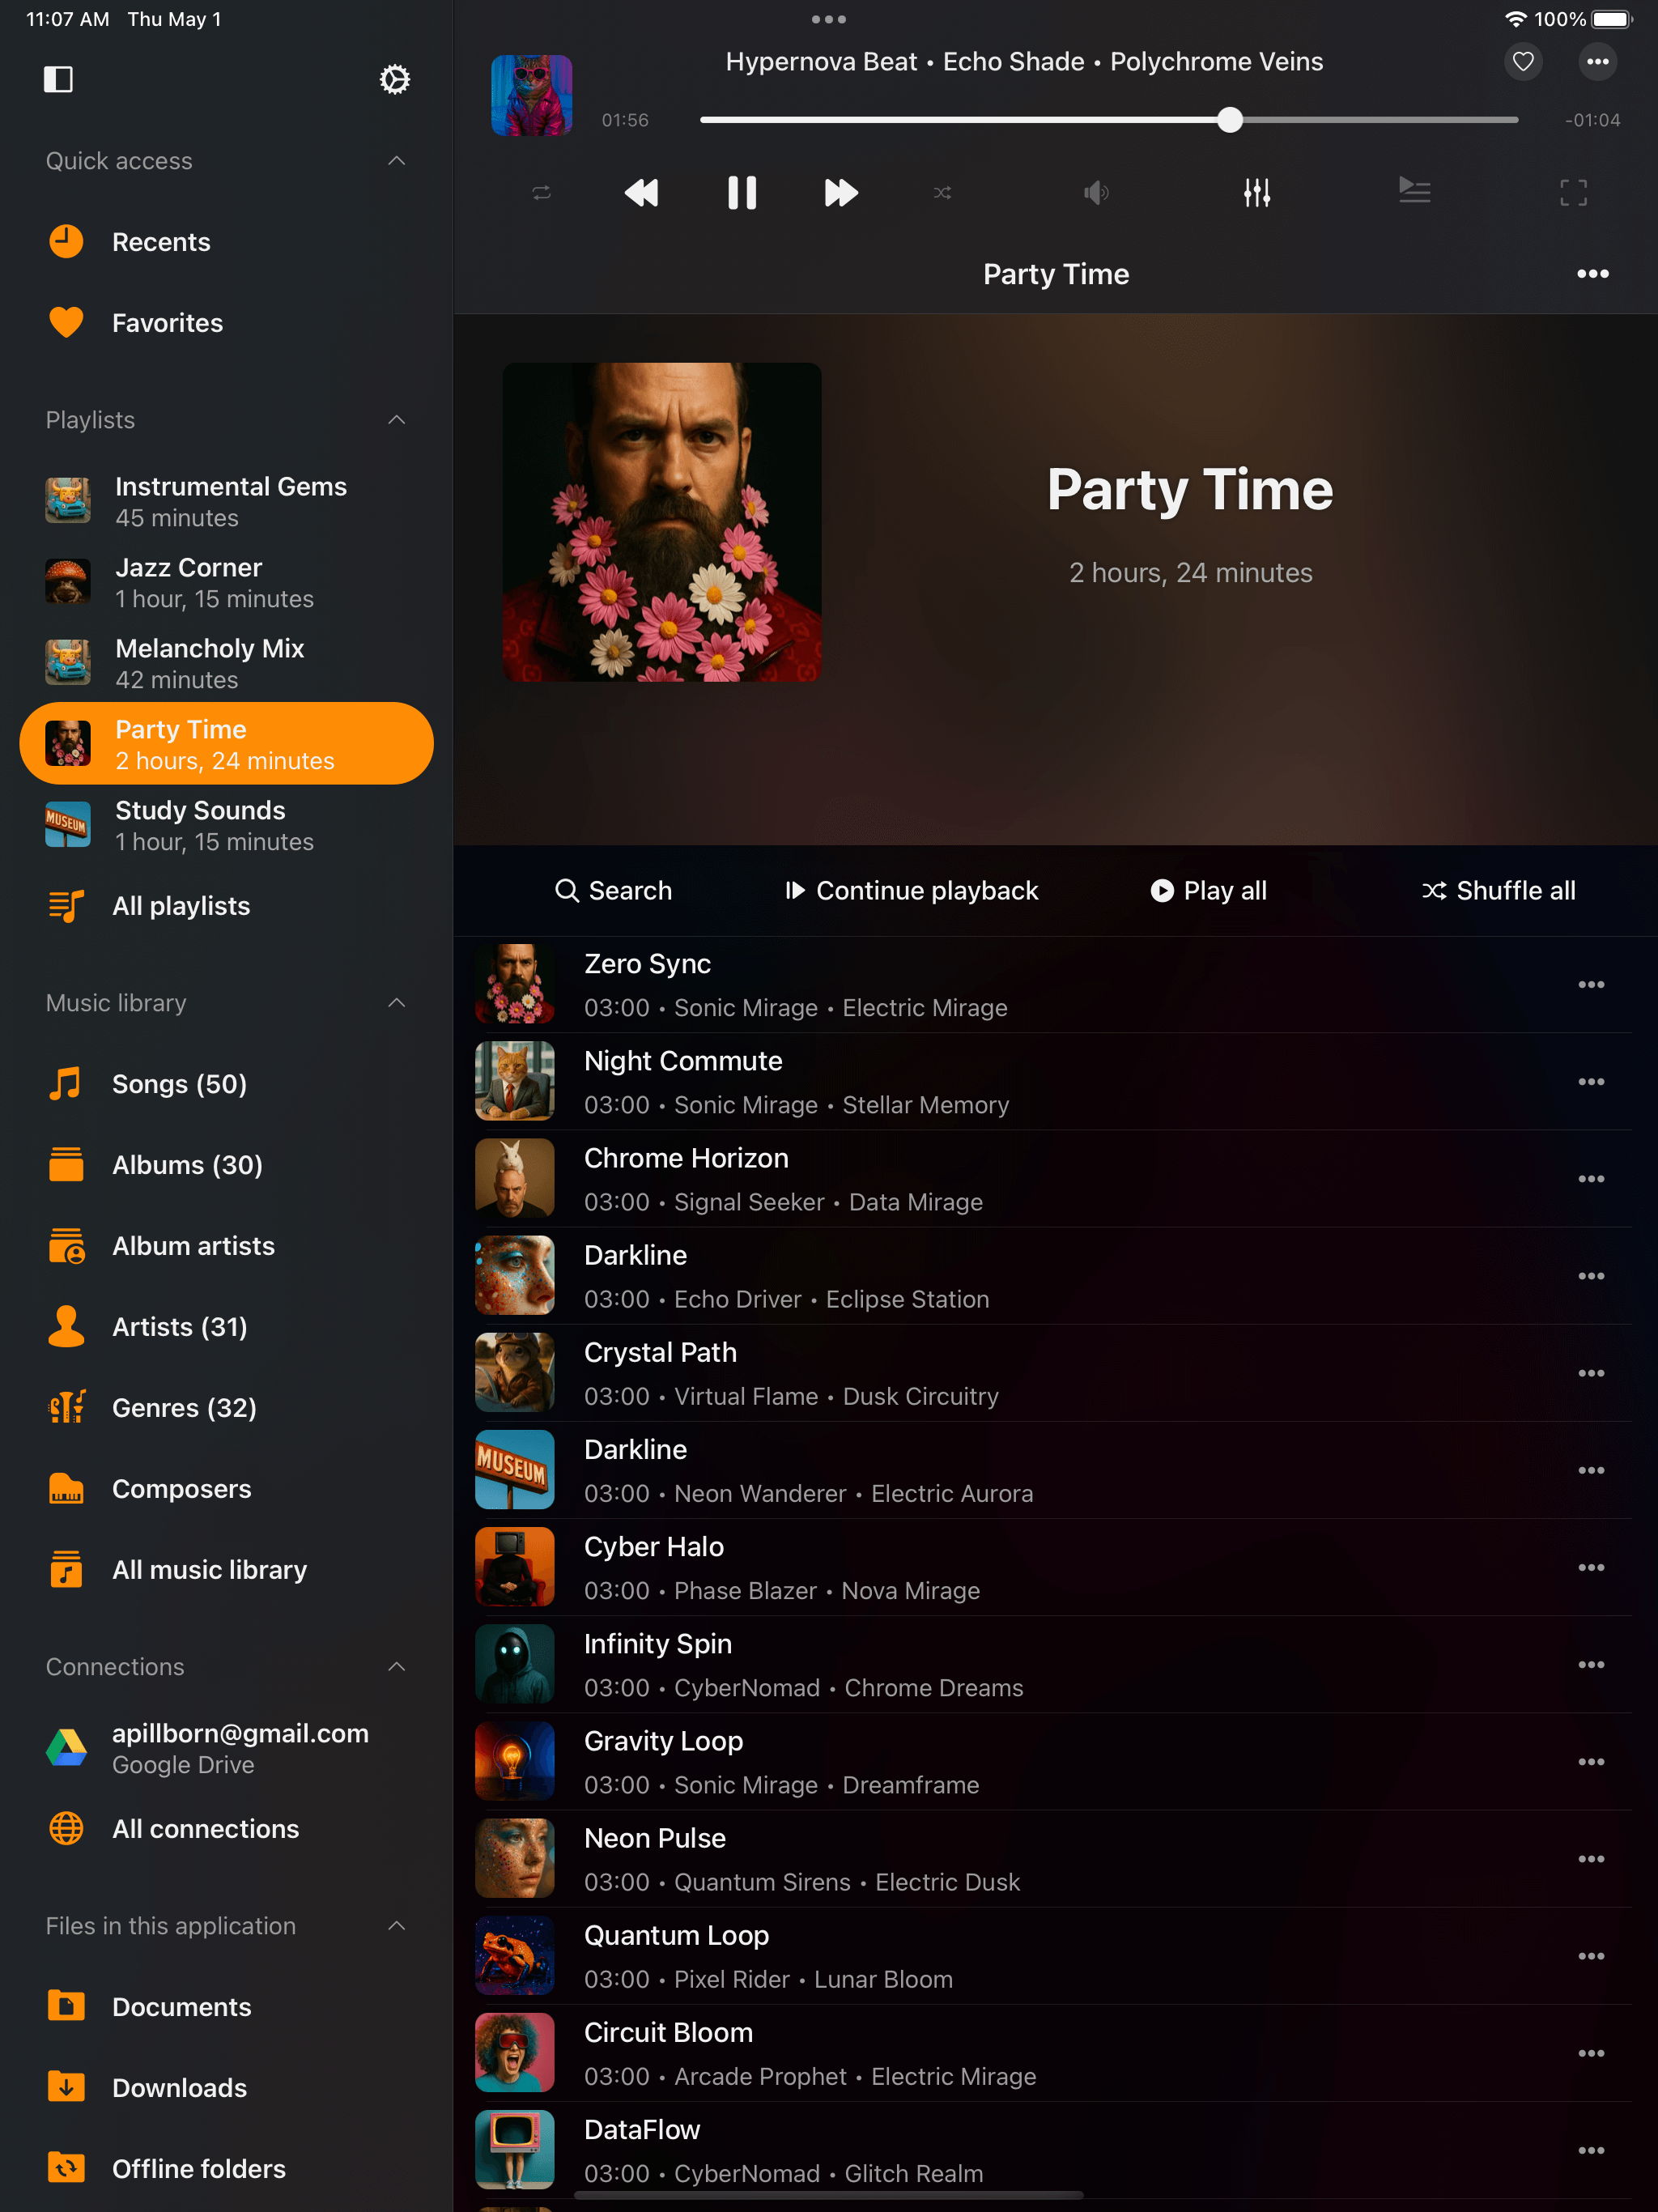 11:07 AM Thu May 1
100%
Quick access
Recents
Favorites
Playlists
Instrumental Gems
45 minutes
Jazz Corner
1 hour, 15 minutes
Melancholy Mix
42 minutes
Party Time
2 hours, 24 minutes
MUSEUM
Study Sounds
1 hour, 15 minutes
All playlists
Music library
Songs (50)
Albums (30)
Album artists
Artists (31)
Genres (32)
Composers
All music library
Connections
apillborn@gmail.com
Google Drive
All connections
Files in this application
Documents
Downloads
Offline folders
Hypernova Beat • Echo Shade • Polychrome Veins
01:56
-01:04
Party Time
Party Time
2 hours, 24 minutes
Search
Continue playback
Play all
Shuffle all
Zero Sync
03:00 • Sonic Mirage • Electric Mirage
Night Commute
03:00 • Sonic Mirage • Stellar Memory
Chrome Horizon
03:00 • Signal Seeker • Data Mirage
Darkline
03:00 • Echo Driver • Eclipse Station
Crystal Path
03:00 • Virtual Flame • Dusk Circuitry
MUSEUM
Darkline
03:00 • Neon Wanderer • Electric Aurora
Cyber Halo
03:00 • Phase Blazer • Nova Mirage
Infinity Spin
03:00 • CyberNomad • Chrome Dreams
Gravity Loop
03:00 • Sonic Mirage • Dreamframe
Neon Pulse
03:00 • Quantum Sirens • Electric Dusk
Quantum Loop
03:00 • Pixel Rider • Lunar Bloom
Circuit Bloom
03:00 • Arcade Prophet • Electric Mirage
DataFlow
03:00 • CyberNomad • Glitch Realm